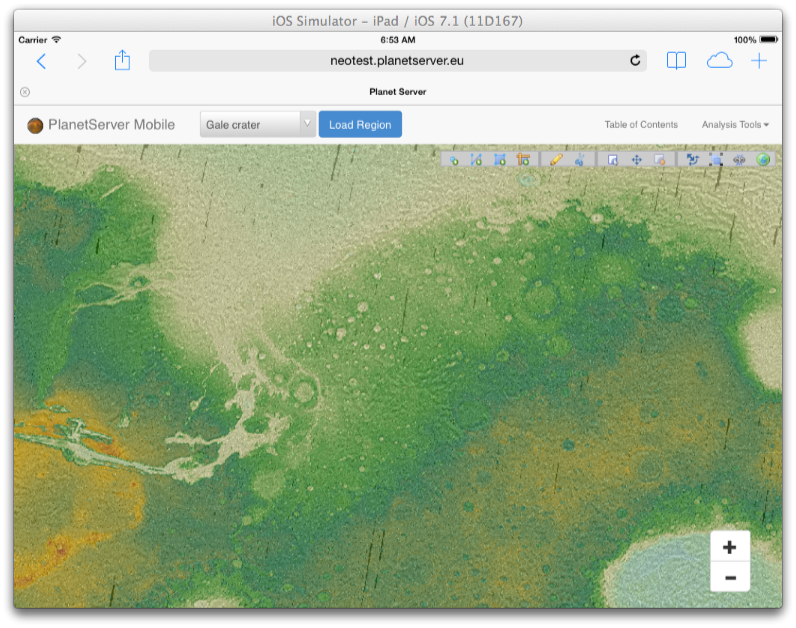 iOS Simulator – iPad / iOS 7.1 (11D167)
Carrier 6:53 AM 100%
neotest.planetserver.eu
Planet Server
PlanetServer Mobile Gale crater Load Region Table of Contents Analysis Tools
+
−